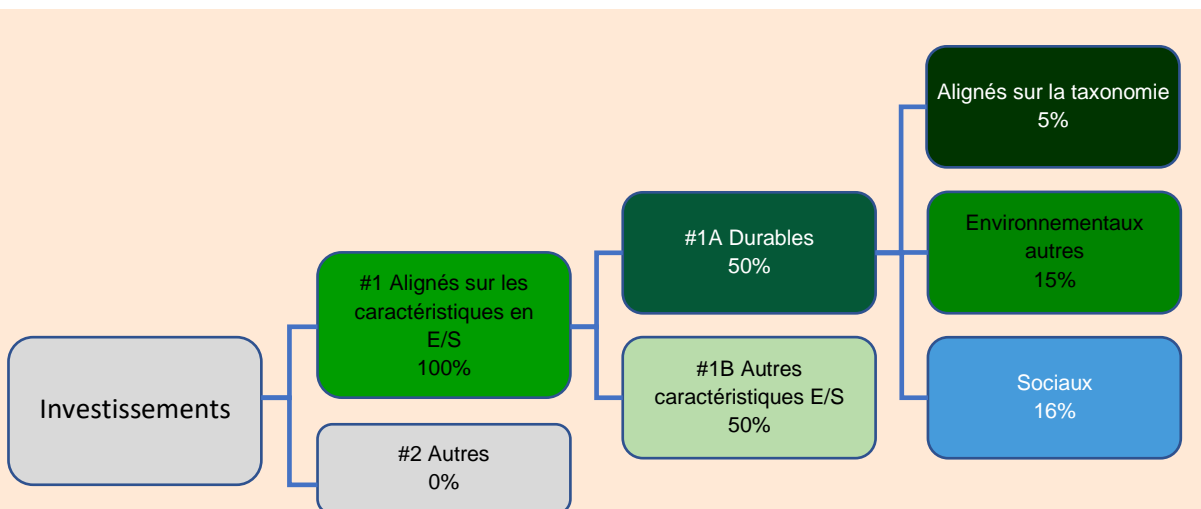 Investissements
#1 Alignés sur les
caractéristiques en
E/S
100%
#2 Autres
0%
#1A Durables
50%
#1B Autres
caractéristiques E/S
50%
Alignés sur la taxonomie
5%
Environnementaux
autres
15%
Sociaux
16%